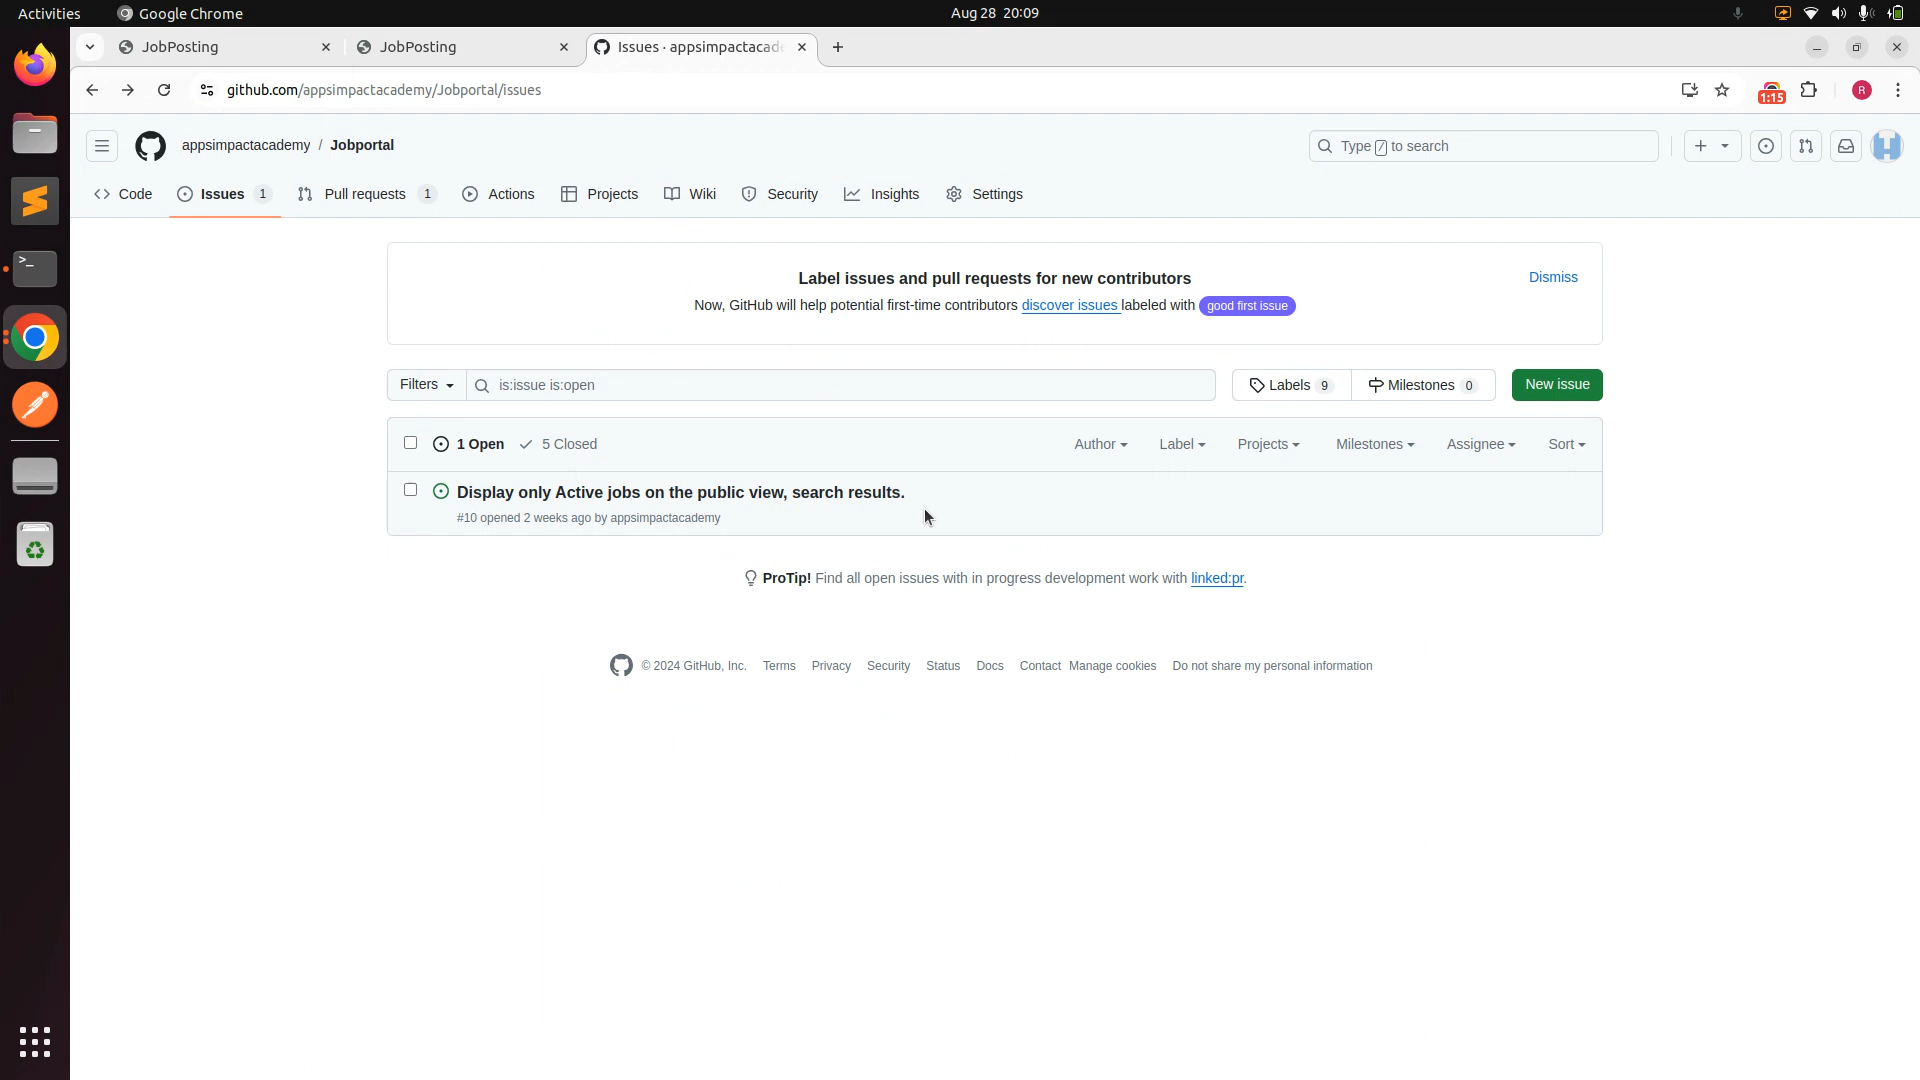 Activities
Google Chrome
Aug 28 20:09
JobPosting
JobPosting
Issues · appsimpactacade
github.com/appsimpactacademy/Jobportal/issues
1:15
R
appsimpactacademy / Jobportal
Type / to search
Code
Issues 1
Pull requests 1
Actions
Projects
Wiki
Security
Insights
Settings
Label issues and pull requests for new contributors
Dismiss
Now, GitHub will help potential first-time contributors discover issues labeled with good first issue
Filters
is:issue is:open
Labels 9
Milestones 0
New issue
1 Open
5 Closed
Author
Label
Projects
Milestones
Assignee
Sort
Display only Active jobs on the public view, search results.
#10 opened 2 weeks ago by appsimpactacademy
ProTip! Find all open issues with in progress development work with linked:pr.
© 2024 GitHub, Inc. Terms Privacy Security Status Docs Contact Manage cookies Do not share my personal information